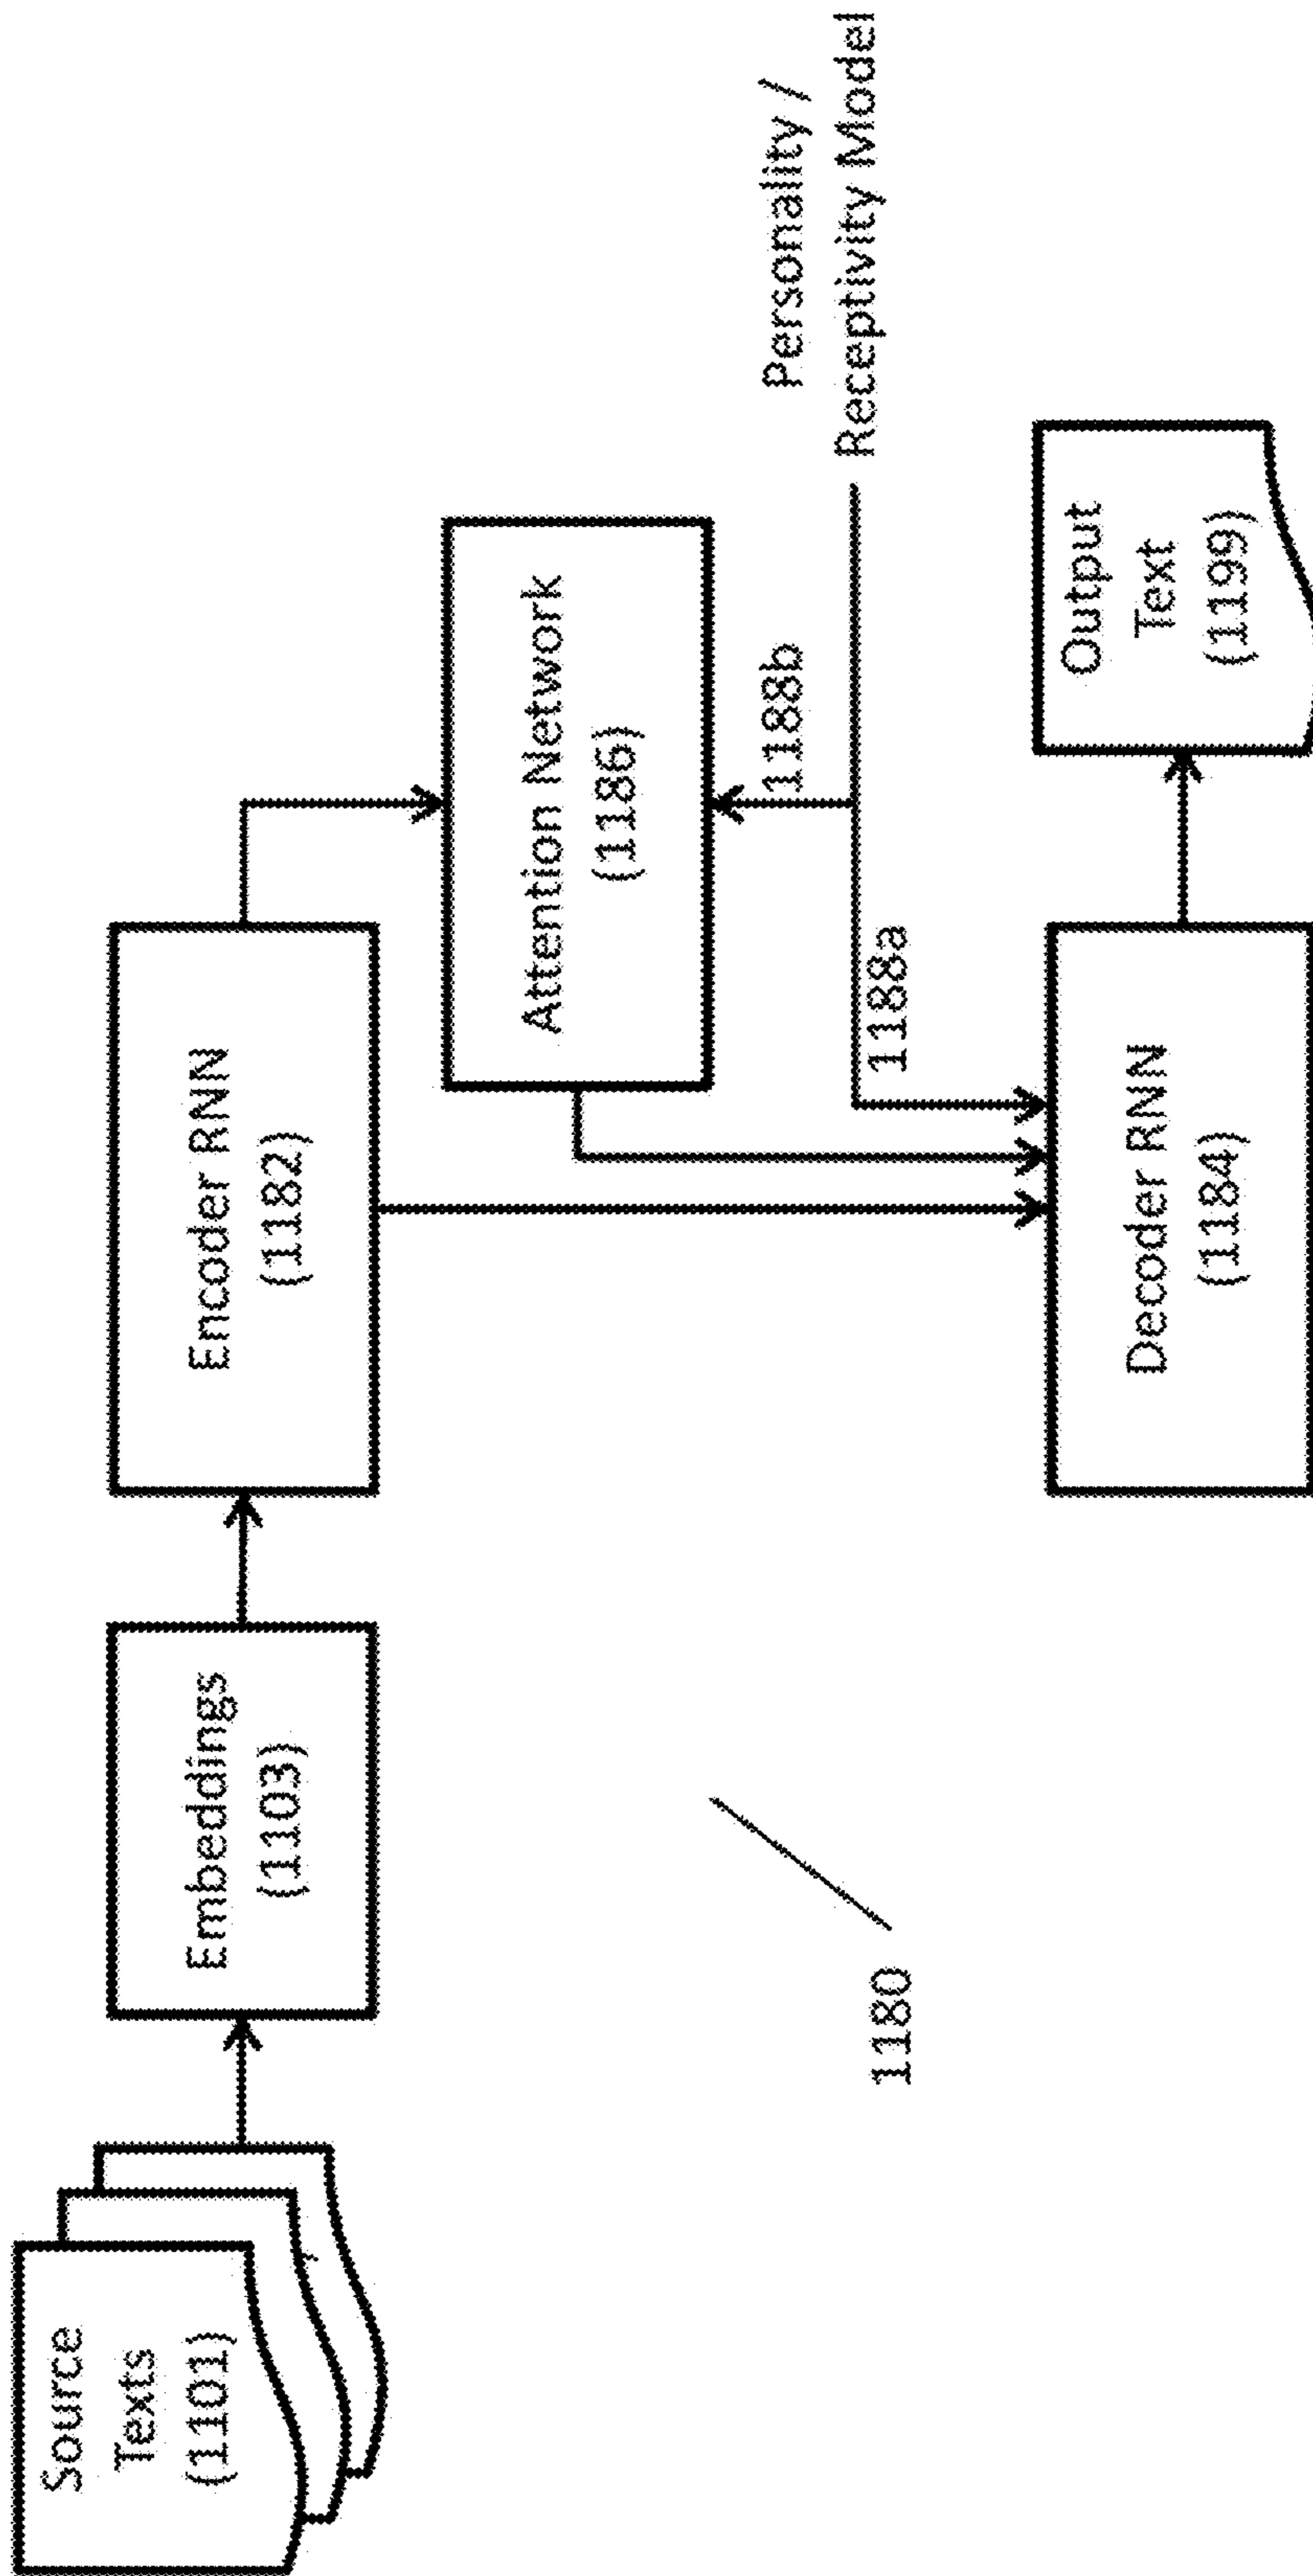 Source
Texts
(1101)
Embeddings
(1103)
Encoder RNN
(1182)
Attention Network
(1186)
1188b
Personality /
Receptivity Model
1188a
1180
Decoder RNN
(1184)
Output
Text
(1199)